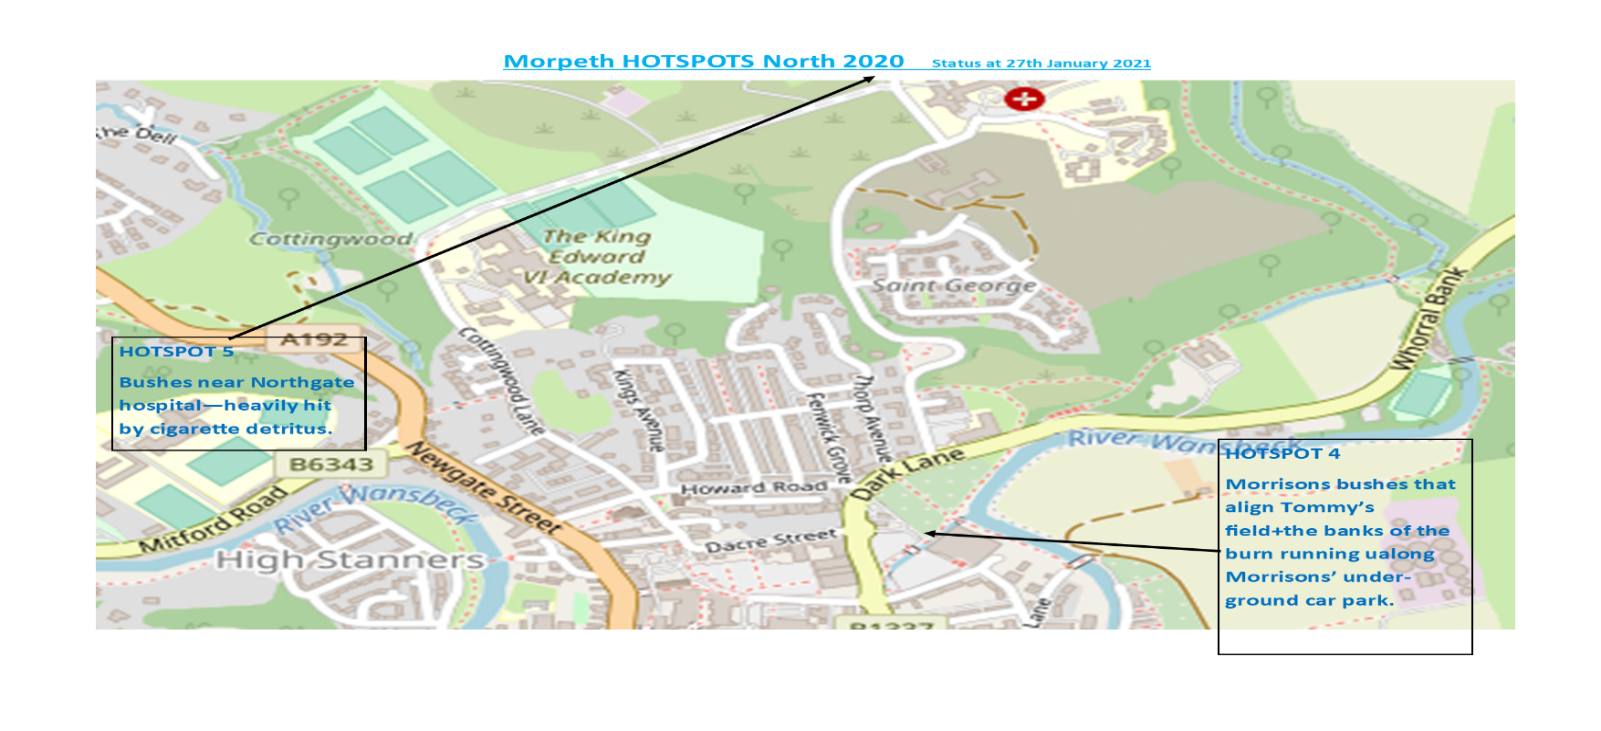 Morpeth HOTSPOTS North 2020 Status at 27th January 2021
he Dell
Cottingwood
The King
Edward
VI Academy
Saint George
Whorral Bank
A192
HOTSPOT 5
Bushes near Northgate
hospital—heavily hit
by cigarette detritus.
Cottingwood Lane
Kings Avenue
Fenwick Grove
Thorp Avenue
River Wansbeck
B6343
Newgate Street
Dark Lane
HOTSPOT 4
Morrisons bushes that
align Tommy’s
field+the banks of the
burn running ualong
Morrisons’ under-
ground car park.
Howard Road
Mitford Road
River Wansbeck
High Stanners
Dacre Street
Lane
B1337